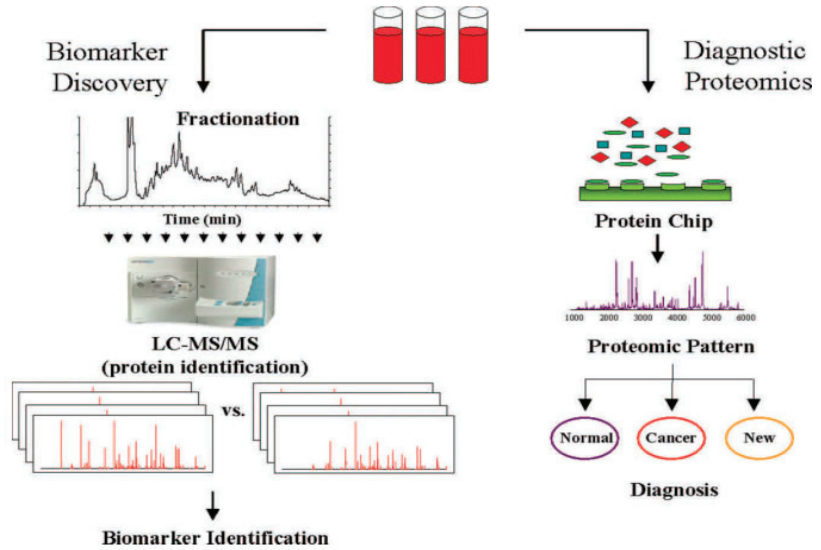 Biomarker
Discovery
Fractionation
Time (min)
LC-MS/MS
(protein identification)
vs.
Biomarker Identification
Diagnostic
Proteomics
Protein Chip
1000 2000 3000 4000 5000 6000
Proteomic Pattern
Normal
Cancer
New
Diagnosis